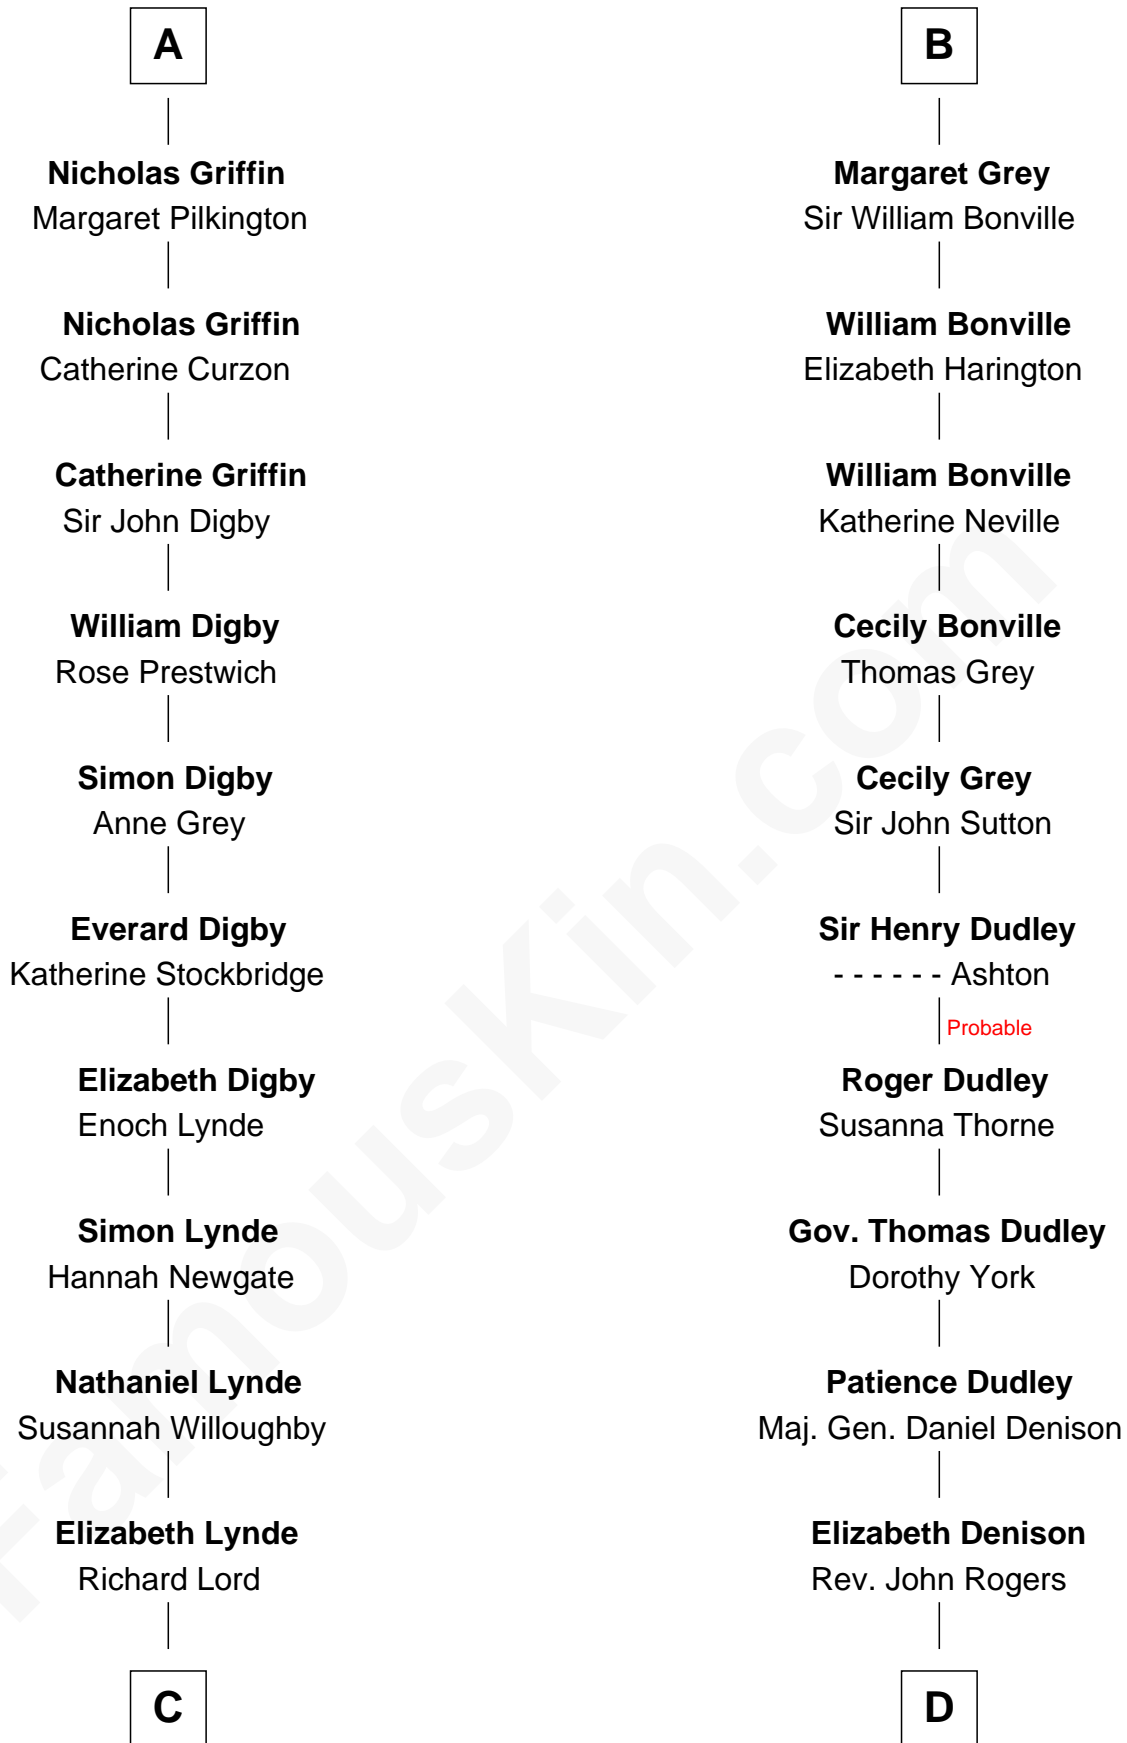 A
Nicholas Griffin
Margaret Pilkington
Nicholas Griffin
Catherine Curzon
Catherine Griffin
Sir John Digby
William Digby
Rose Prestwich
Simon Digby
Anne Grey
Everard Digby
Katherine Stockbridge
Elizabeth Digby
Enoch Lynde
Simon Lynde
Hannah Newgate
Nathaniel Lynde
Susannah Willoughby
Elizabeth Lynde
Richard Lord
C
B
Margaret Grey
Sir William Bonville
William Bonville
Elizabeth Harington
William Bonville
Katherine Neville
Cecily Bonville
Thomas Grey
Cecily Grey
Sir John Sutton
Sir Henry Dudley
- - - - - - Ashton
Probable
Roger Dudley
Susanna Thorne
Gov. Thomas Dudley
Dorothy York
Patience Dudley
Maj. Gen. Daniel Denison
Elizabeth Denison
Rev. John Rogers
D
FamousKin.com